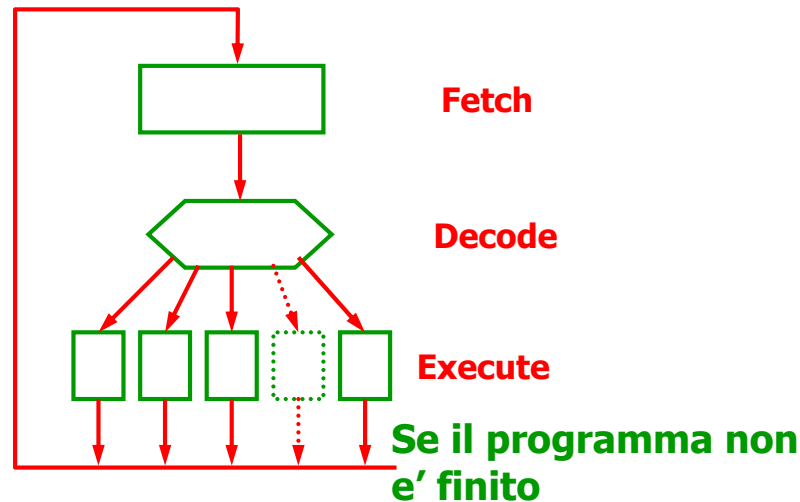 Fetch
Decode
Execute
Se il programma non
e’ finito